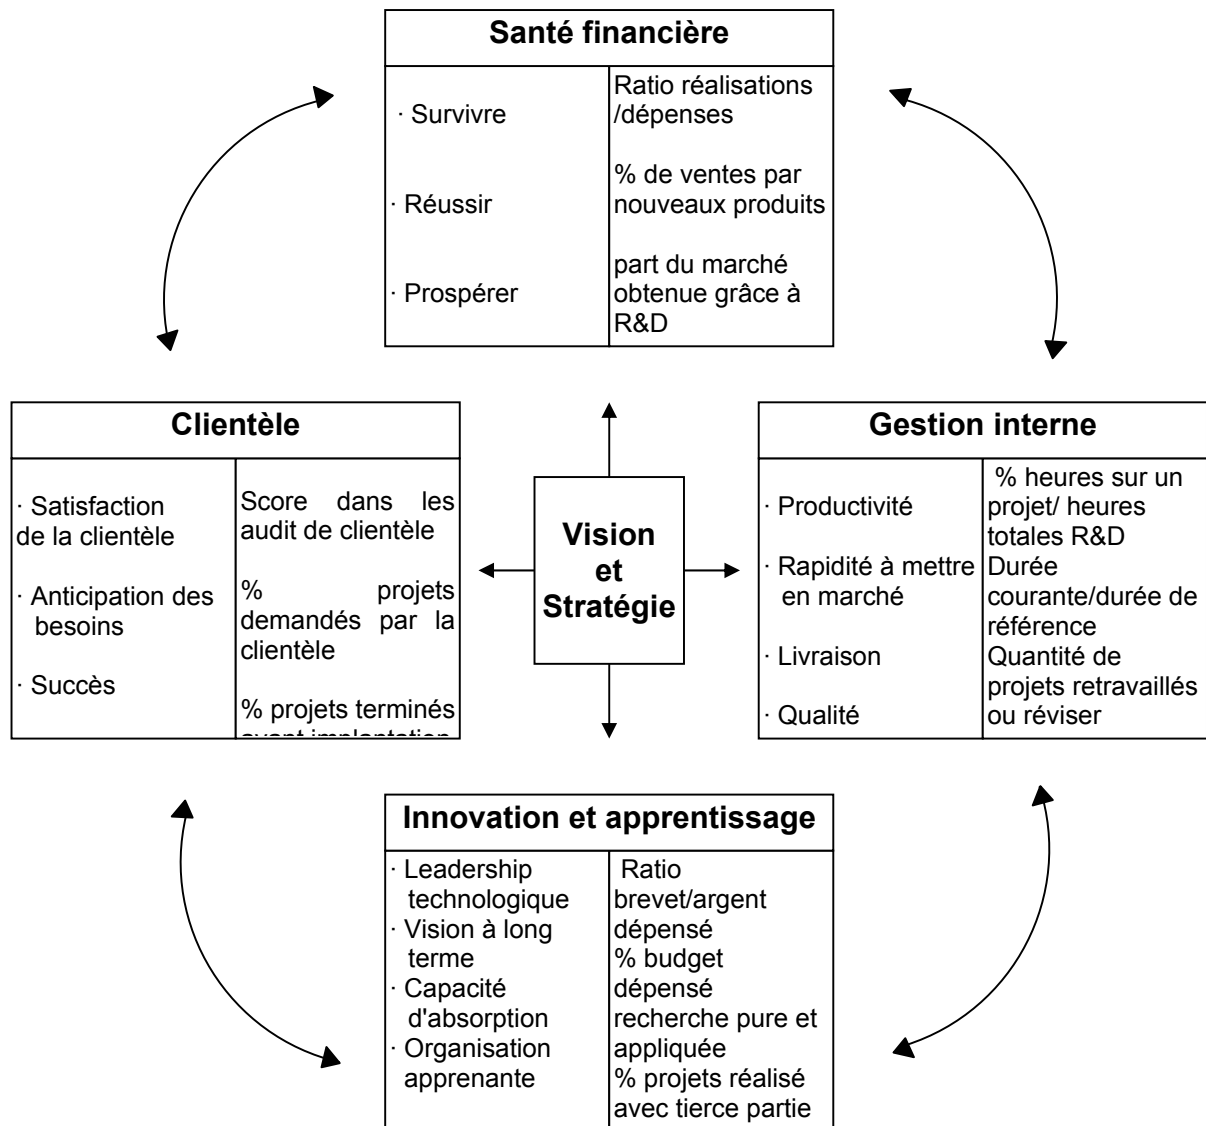 Santé financière
· Survivre
· Réussir
· Prospérer
Ratio réalisations
/dépenses
% de ventes par
nouveaux produits
part du marché
obtenue grâce à
R&D
Clientèle
· Satisfaction
de la clientèle
· Anticipation des
besoins
· Succès
Score dans les
audit de clientèle
% projets
demandés par la
clientèle
% projets terminés
avant implantation
Vision
et
Stratégie
Gestion interne
· Productivité
· Rapidité à mettre
en marché
· Livraison
· Qualité
% heures sur un
projet/ heures
totales R&D
Durée
courante/durée de
référence
Quantité de
projets retravaillés
ou réviser
Innovation et apprentissage
· Leadership
technologique
· Vision à long
terme
· Capacité
d'absorption
· Organisation
apprenante
Ratio
brevet/argent
dépensé
% budget
dépensé
recherche pure et
appliquée
% projets réalisé
avec tierce partie